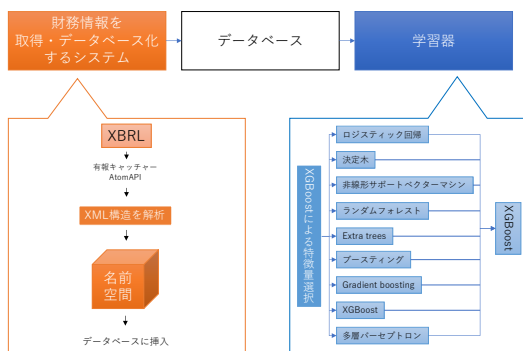 財務情報を
取得・データベース化
するシステム
データベース
学習器
XBRL
有報キャッチャー
AtomAPI
XML構造を解析
名前
空間
データベースに挿入
XGBoostによる特徴量選択
ロジスティック回帰
決定木
非線形サポートベクターマシン
ランダムフォレスト
Extra trees
ブースティング
Gradient boosting
XGBoost
多層パーセプトロン
XGBoost